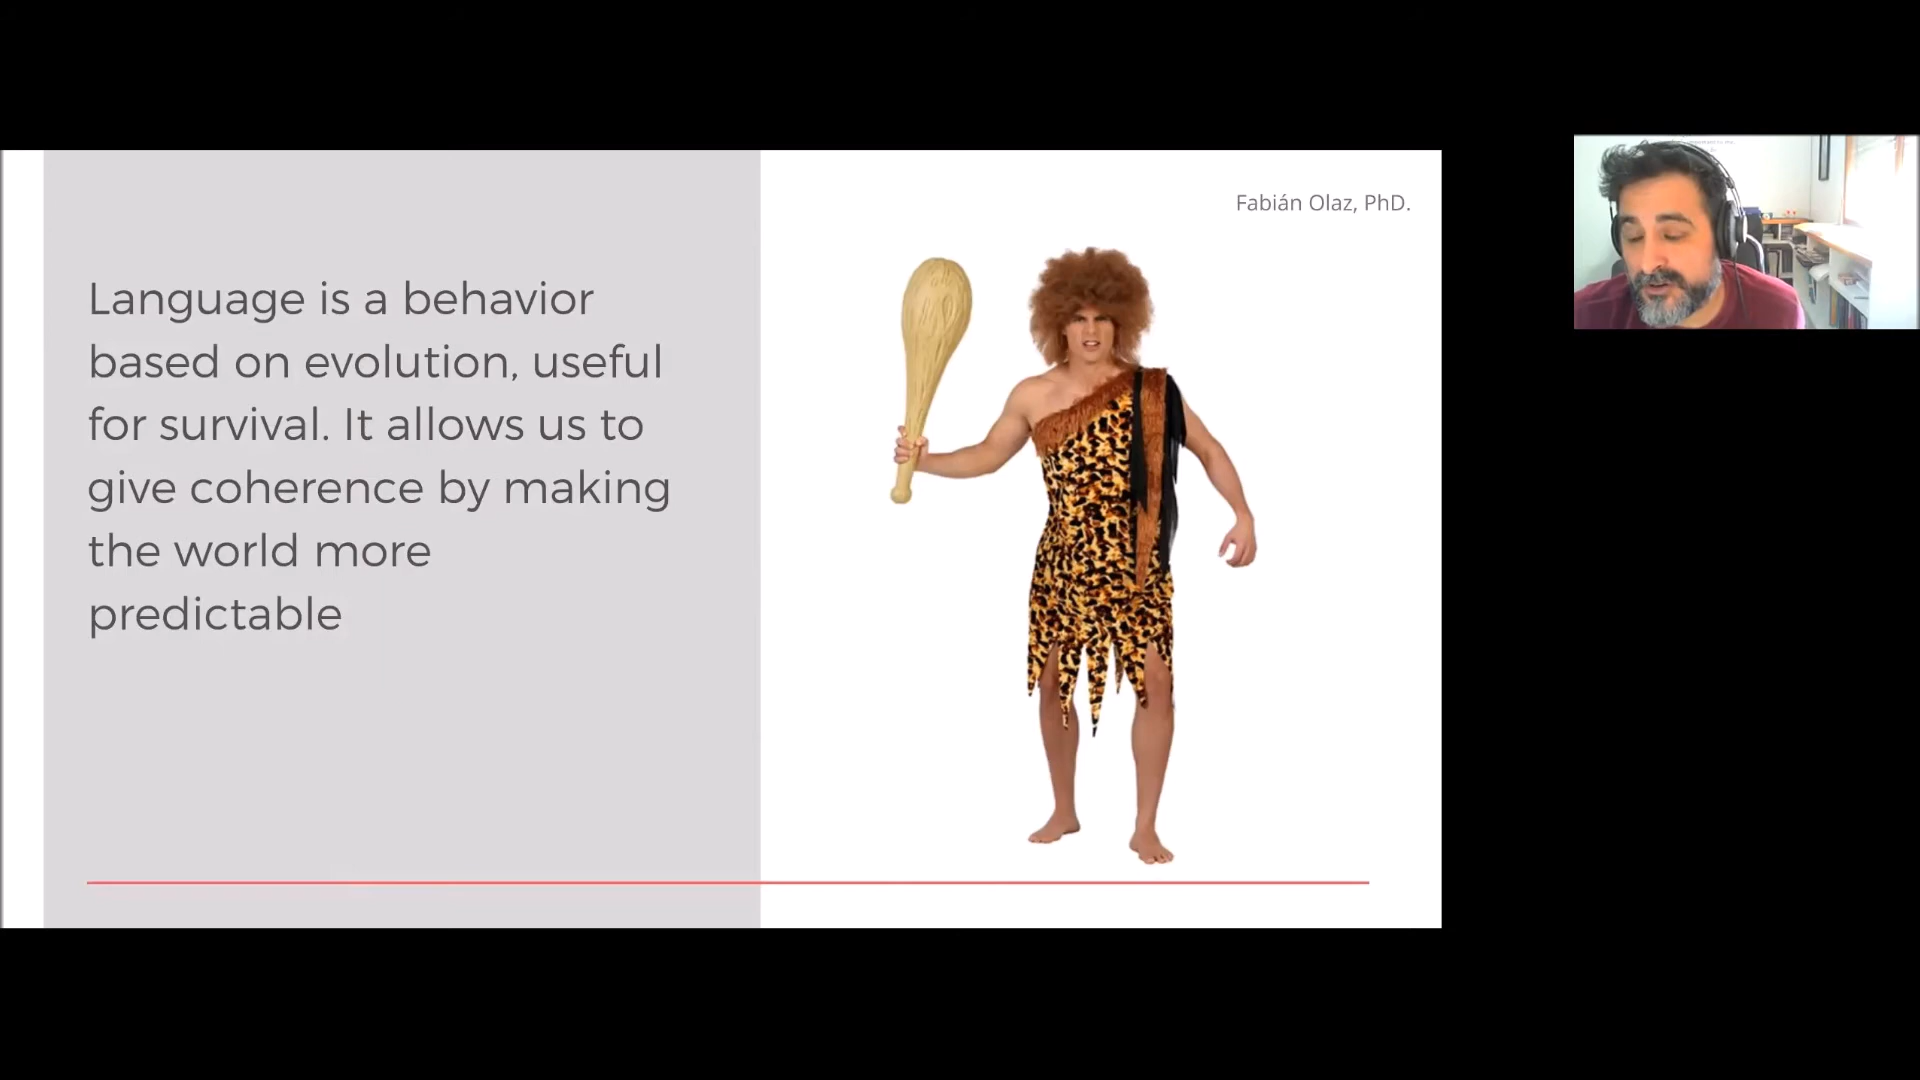 Fabián Olaz, PhD.
Language is a behavior
based on evolution, useful
for survival. It allows us to
give coherence by making
the world more
predictable